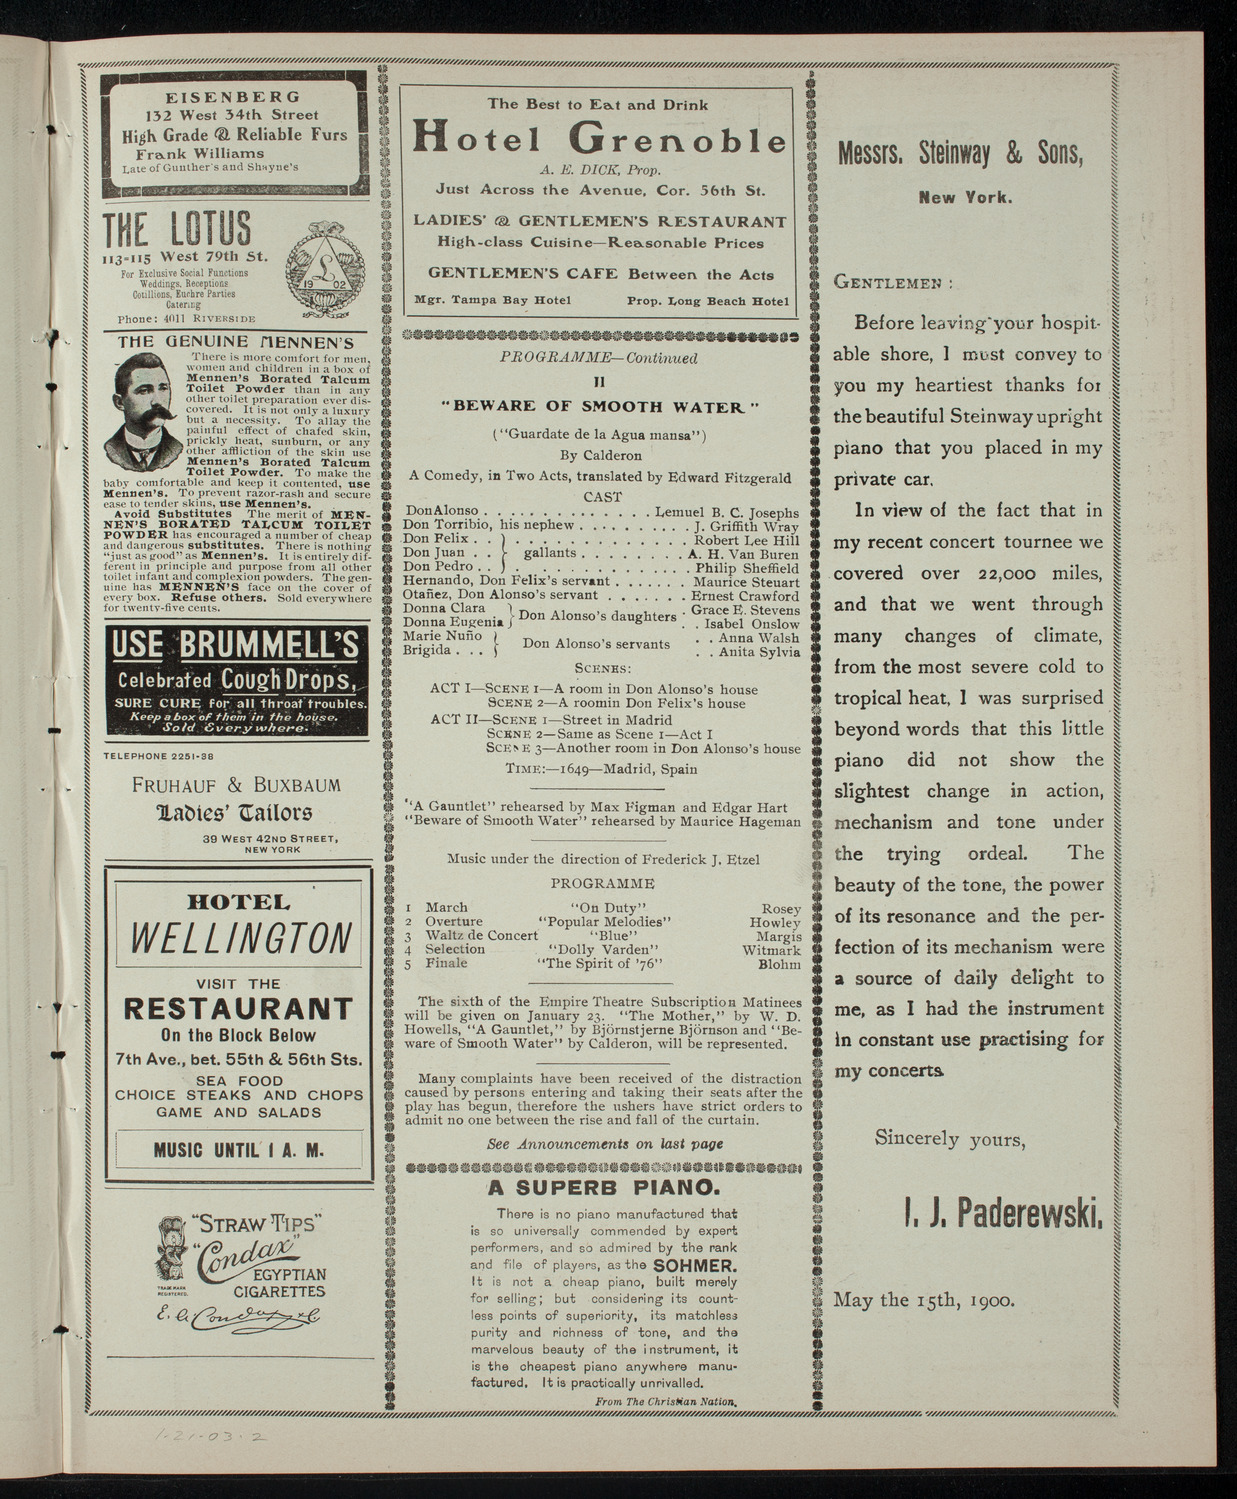 EISENBERG
132 West 34th Street
High Grade & Reliable Furs
Frank Williams
Late of Gunther's and Shayne's
THE LOTUS
113-115 West 79th St.
For Exclusive Social Functions
Weddings, Receptions
Cotillions, Euchre Parties
Catering
Phone: 4011 RIVERSIDE
L
19 02
THE GENUINE MENNEN'S
There is more comfort for men,
women and children in a box of
Mennen's Borated Talcum
Toilet Powder than in any
other toilet preparation ever dis-
covered. It is not only a luxury
but a necessity. To allay the
painful effect of chafed skin,
prickly heat, sunburn, or any
other affliction of the skin use
Mennen's Borated Talcum
Toilet Powder. To make the
baby comfortable and keep it contented, use
Mennen's. To prevent razor-rash and secure
ease to tender skins, use Mennen's.
Avoid Substitutes The merit of MEN-
NEN'S BORATED TALCUM TOILET
POWDER has encouraged a number of cheap
and dangerous substitutes. There is nothing
"just as good" as Mennen's. It is entirely dif-
ferent in principle and purpose from all other
toilet infant and complexion powders. The gen-
uine has MENNEN'S face on the cover of
every box. Refuse others. Sold everywhere
for twenty-five cents.
USE BRUMMELL'S
Celebrated Cough Drops,
SURE CURE for all throat troubles.
Keep a box of them in the house.
Sold Everywhere.
TELEPHONE 2251-38
FRUHAUF & BUXBAUM
Ladies' Tailors
39 WEST 42ND STREET,
NEW YORK
HOTEL
WELLINGTON
VISIT THE
RESTAURANT
On the Block Below
7th Ave., bet. 55th & 56th Sts.
SEA FOOD
CHOICE STEAKS AND CHOPS
GAME AND SALADS
MUSIC UNTIL 1 A. M.
"STRAW TIPS"
"Condax"
EGYPTIAN
CIGARETTES
TRADE MARK
REGISTERED.
E. A. Condax & Co
The Best to Eat and Drink
Hotel Grenoble
A. E. DICK, Prop.
Just Across the Avenue, Cor. 56th St.
LADIES' & GENTLEMEN'S RESTAURANT
High-class Cuisine—Reasonable Prices
GENTLEMEN'S CAFE Between the Acts
Mgr. Tampa Bay Hotel Prop. Long Beach Hotel
PROGRAMME—Continued
II
"BEWARE OF SMOOTH WATER"
("Guardate de la Agua mansa")
By Calderon
A Comedy, in Two Acts, translated by Edward Fitzgerald
CAST
Don Alonso . . . . . . . . . . . . . . Lemuel B. C. Josephs
Don Torribio, his nephew . . . . . . . . . . J. Griffith Wray
Don Felix . . } . . . . . . . . . . . . . . . Robert Lee Hill
Don Juan . . } gallants . . . . . . . . . A. H. Van Buren
Don Pedro . . } . . . . . . . . . . . . . . Philip Sheffield
Hernando, Don Felix's servant . . . . . . . Maurice Steuart
Otañez, Don Alonso's servant . . . . . . . Ernest Crawford
Donna Clara } Don Alonso's daughters . Grace E. Stevens
Donna Eugenia } . . Isabel Onslow
Marie Nuño { Don Alonso's servants . . Anna Walsh
Brigida . . . { . . Anita Sylvia
SCENES:
ACT I—SCENE 1—A room in Don Alonso's house
SCENE 2—A roomin Don Felix's house
ACT II—SCENE 1—Street in Madrid
SCENE 2—Same as Scene 1—Act I
SCENE 3—Another room in Don Alonso's house
TIME:—1649—Madrid, Spain
"A Gauntlet" rehearsed by Max Figman and Edgar Hart
"Beware of Smooth Water" rehearsed by Maurice Hageman
Music under the direction of Frederick J. Etzel
PROGRAMME
1 March "On Duty" Rosey
2 Overture "Popular Melodies" Howley
3 Waltz de Concert "Blue" Margis
4 Selection "Dolly Varden" Witmark
5 Finale "The Spirit of '76" Blohm
The sixth of the Empire Theatre Subscription Matinees
will be given on January 23. "The Mother," by W. D.
Howells, "A Gauntlet," by Björnstjerne Björnson and "Be-
ware of Smooth Water" by Calderon, will be represented.
Many complaints have been received of the distraction
caused by persons entering and taking their seats after the
play has begun, therefore the ushers have strict orders to
admit no one between the rise and fall of the curtain.
See Announcements on last page
A SUPERB PIANO.
There is no piano manufactured that
is so universally commended by expert
performers, and so admired by the rank
and file of players, as the SOHMER.
It is not a cheap piano, built merely
for selling; but considering its count-
less points of superiority, its matchless
purity and richness of tone, and the
marvelous beauty of the instrument, it
is the cheapest piano anywhere manu-
factured. It is practically unrivalled.
From The Christian Nation.
Messrs. Steinway & Sons,
New York.
GENTLEMEN :
Before leaving your hospit-
able shore, I must convey to
you my heartiest thanks for
the beautiful Steinway upright
piano that you placed in my
private car.
In view of the fact that in
my recent concert tournee we
covered over 22,000 miles,
and that we went through
many changes of climate,
from the most severe cold to
tropical heat, I was surprised
beyond words that this little
piano did not show the
slightest change in action,
mechanism and tone under
the trying ordeal. The
beauty of the tone, the power
of its resonance and the per-
fection of its mechanism were
a source of daily delight to
me, as I had the instrument
in constant use practising for
my concerts
Sincerely yours,
I. J. Paderewski.
May the 15th, 1900.
1-21-03-2